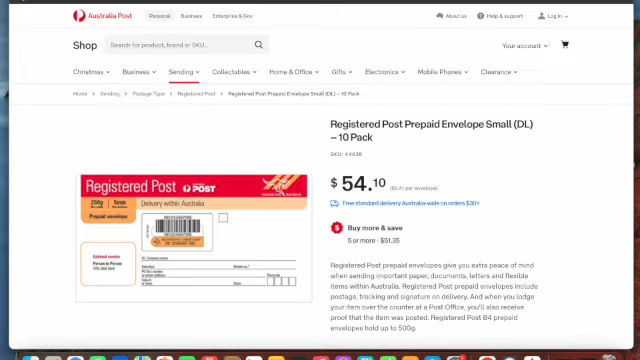 Australia Post
Personal Business Enterprise & Gov
About us Help & support Log in
Shop
Search for product, brand or SKU...
Your account
Christmas Business Sending Collectables Home & Office Gifts Electronics Mobile Phones Clearance
Home > Sending > Postage Type > Registered Post > Registered Post Prepaid Envelope Small (DL) – 10 Pack
Registered Post Prepaid Envelope Small (DL)
– 10 Pack
SKU: 44638
$54.10 ($5.41 per envelope)
Free standard delivery Australia-wide on orders $30+
Buy more & save
5 or more - $51.35
Registered Post prepaid envelopes give you extra peace of mind
when sending important paper, documents, letters and flexible
items within Australia. Registered Post prepaid envelopes include
postage, tracking and signature on delivery. And when you lodge
your item over the counter at a Post Office, you'll also receive
proof that the item was posted. Registered Post B4 prepaid
envelopes hold up to 500g.
Registered Post POST
250g 5mm
Prepaid envelope
Delivery within Australia
Optional service
Person to Person